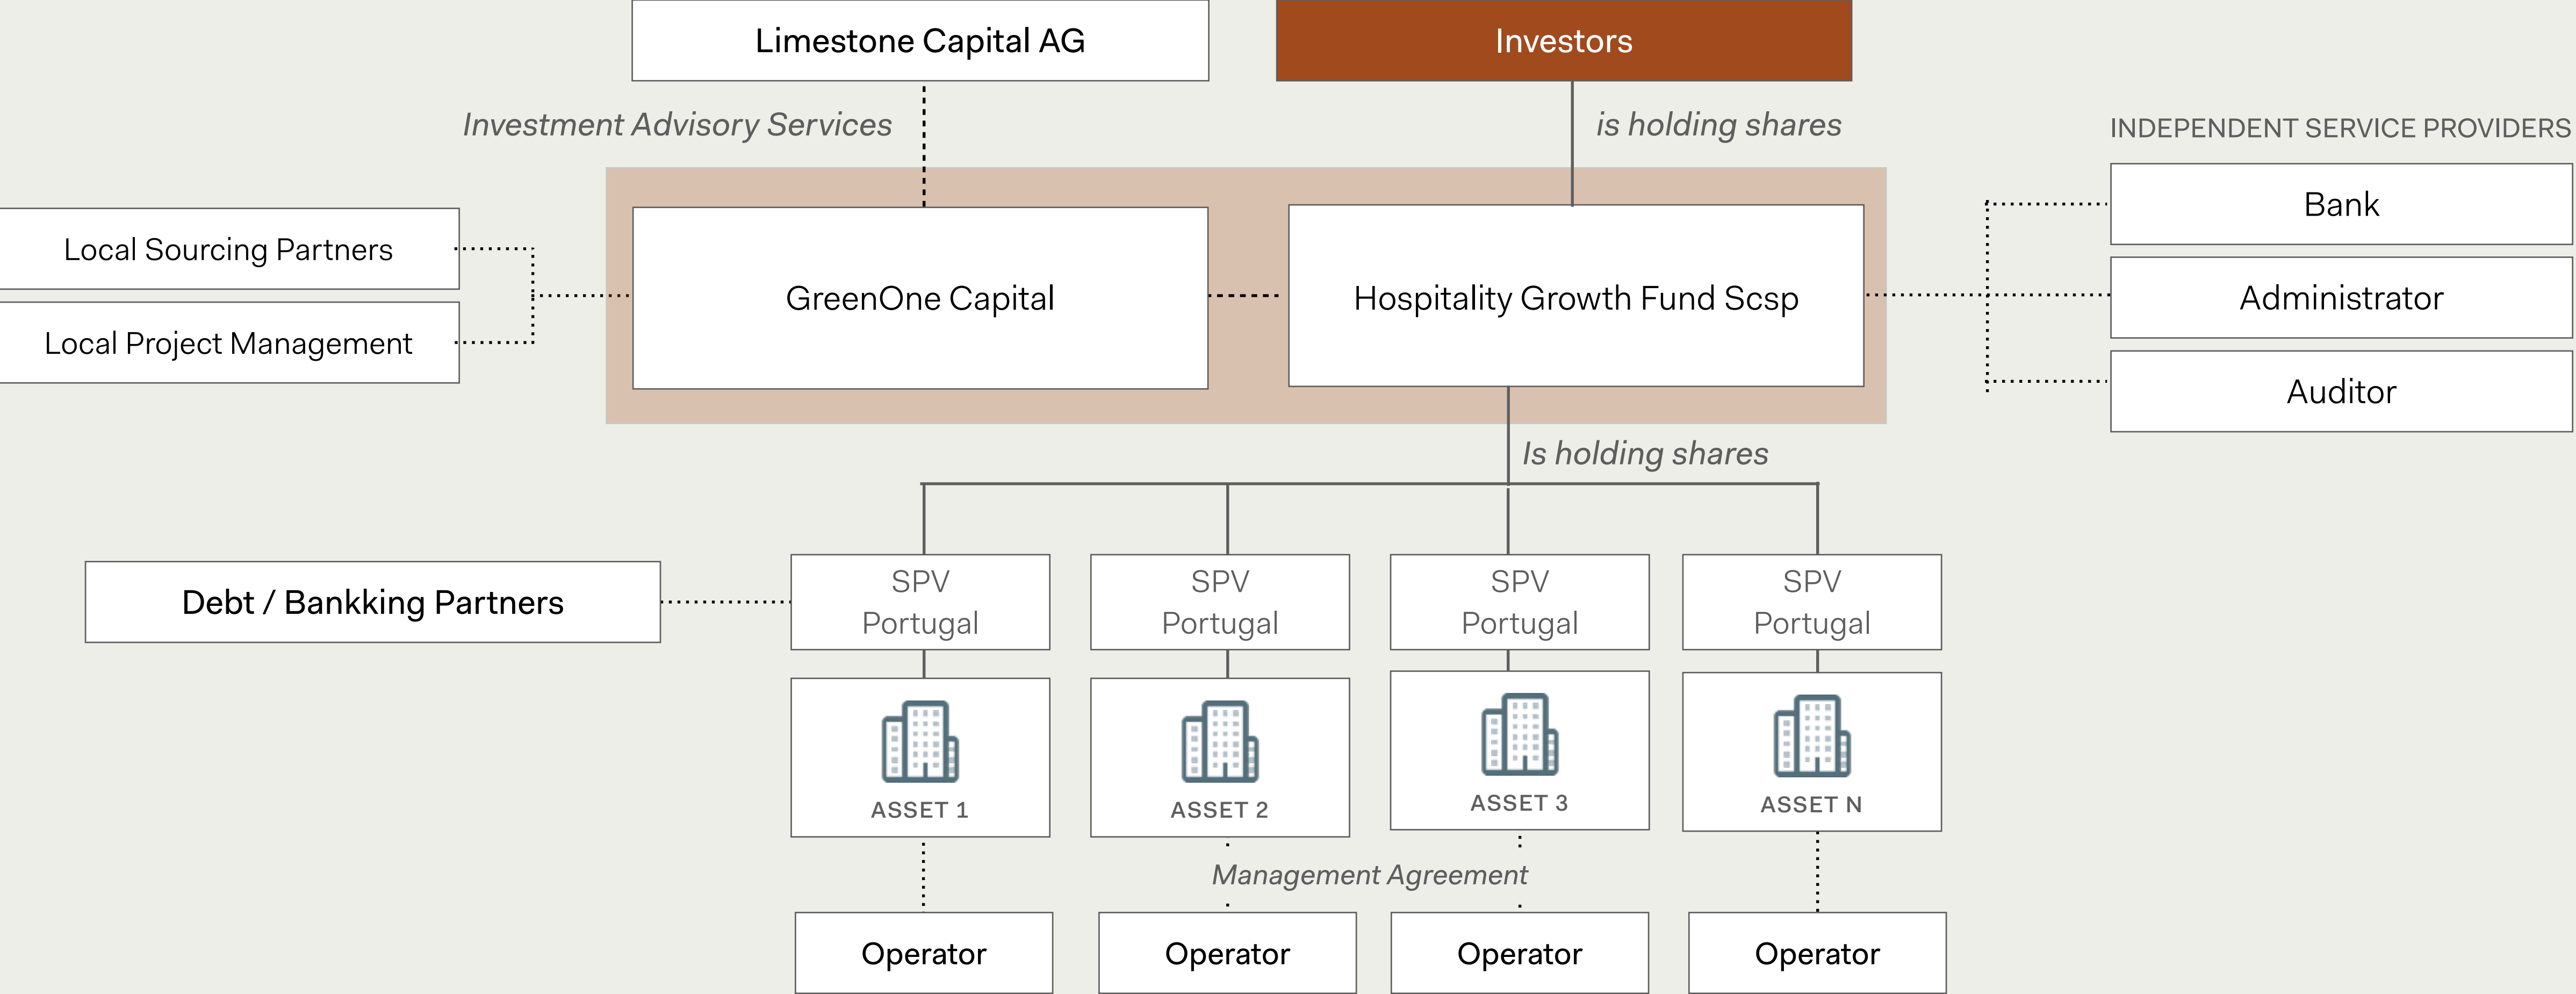 Limestone Capital AG
Investors
Investment Advisory Services
is holding shares
INDEPENDENT SERVICE PROVIDERS
Local Sourcing Partners
Local Project Management
GreenOne Capital
Hospitality Growth Fund Scsp
Bank
Administrator
Auditor
Is holding shares
Debt / Bankking Partners
SPV
Portugal
SPV
Portugal
SPV
Portugal
SPV
Portugal
ASSET 1
ASSET 2
ASSET 3
ASSET N
Management Agreement
Operator
Operator
Operator
Operator